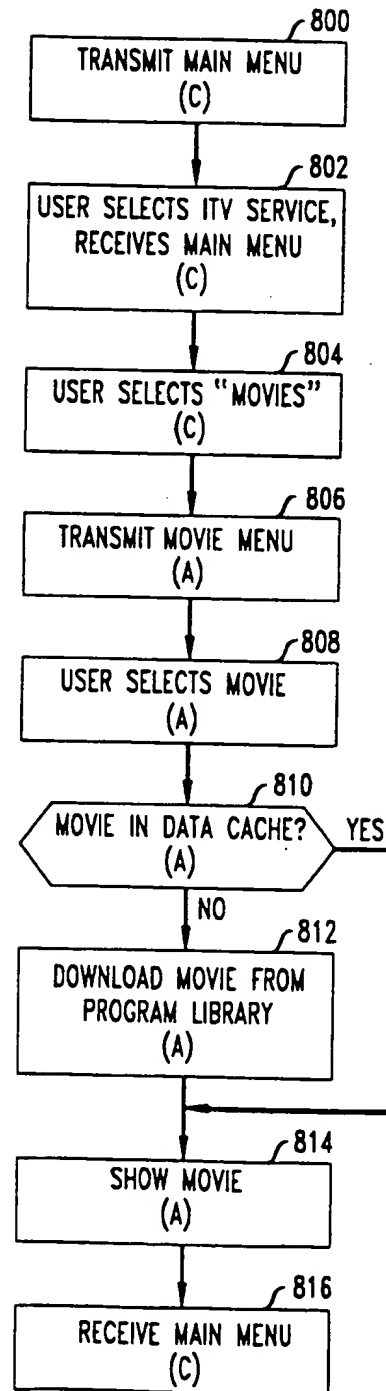 800
TRANSMIT MAIN MENU
(C)
802
USER SELECTS ITV SERVICE,
RECEIVES MAIN MENU
(C)
804
USER SELECTS "MOVIES"
(C)
806
TRANSMIT MOVIE MENU
(A)
808
USER SELECTS MOVIE
(A)
810
MOVIE IN DATA CACHE?
(A)
YES
NO
812
DOWNLOAD MOVIE FROM
PROGRAM LIBRARY
(A)
814
SHOW MOVIE
(A)
816
RECEIVE MAIN MENU
(C)